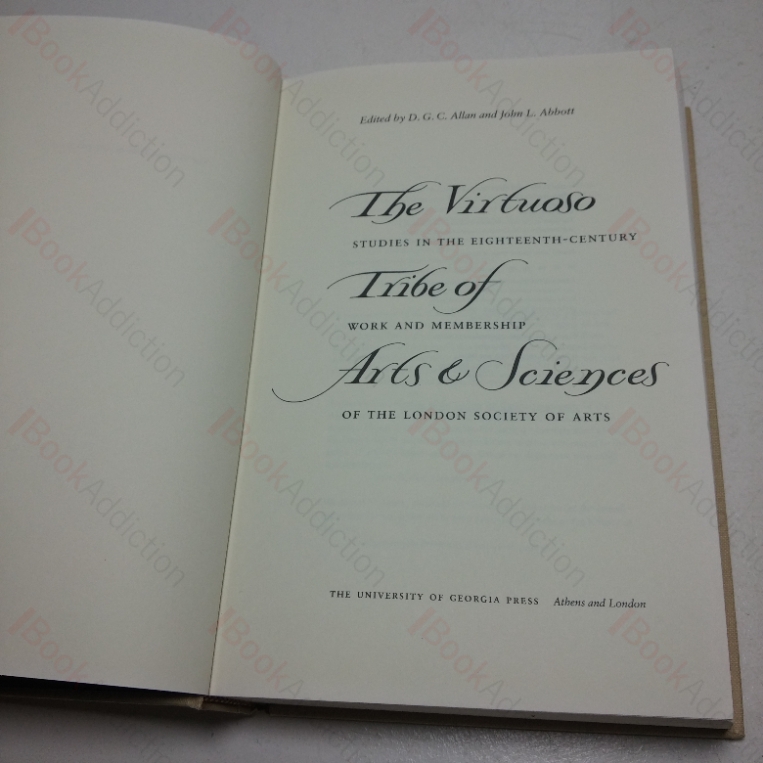 Edited by D. G. C. Allan and John L. Abbott
The Virtuoso
STUDIES IN THE EIGHTEENTH-CENTURY
Tribe of
WORK AND MEMBERSHIP
Arts & Sciences
OF THE LONDON SOCIETY OF ARTS
THE UNIVERSITY OF GEORGIA PRESS Athens and London
BookAddiction